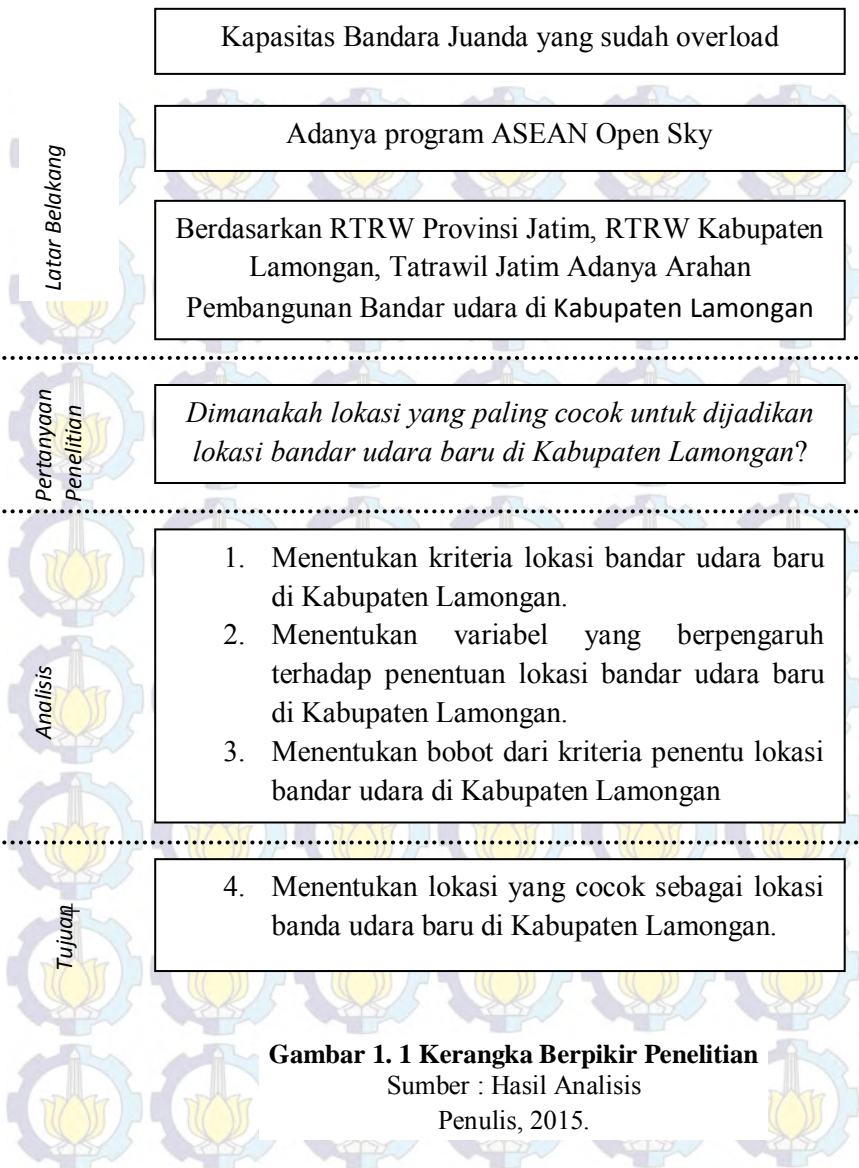 Kapasitas Bandara Juanda yang sudah overload
Adanya program ASEAN Open Sky
Latar Belakang
Berdasarkan RTRW Provinsi Jatim, RTRW Kabupaten
Lamongan, Tatrawil Jatim Adanya Arahan
Pembangunan Bandar udara di Kabupaten Lamongan
Pertanyaan
Penelitian
Dimanakah lokasi yang paling cocok untuk dijadikan
lokasi bandar udara baru di Kabupaten Lamongan?
Analisis
1. Menentukan kriteria lokasi bandar udara baru
di Kabupaten Lamongan.
2. Menentukan variabel yang berpengaruh
terhadap penentuan lokasi bandar udara baru
di Kabupaten Lamongan.
3. Menentukan bobot dari kriteria penentu lokasi
bandar udara di Kabupaten Lamongan
Tujuan
4. Menentukan lokasi yang cocok sebagai lokasi
banda udara baru di Kabupaten Lamongan.
Gambar 1. 1 Kerangka Berpikir Penelitian
Sumber : Hasil Analisis
Penulis, 2015.